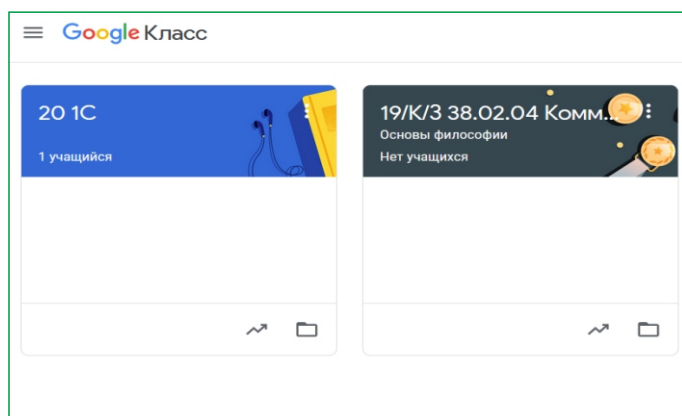 Google Класс
20 1С
1 учащийся
19/К/3 38.02.04 Комм...
Основы философии
Нет учащихся